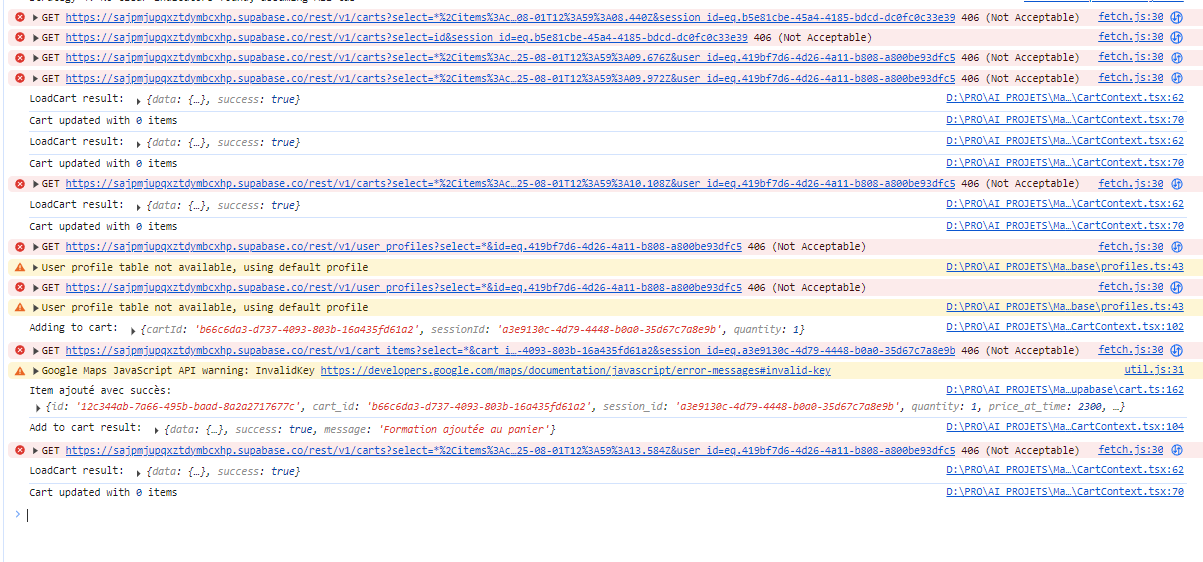 GET https://sajpmjupqxztdymbcxhp.supabase.co/rest/v1/carts?select=*%2Citems%3Ac…08-01T12%3A59%3A08.440Z&session_id=eq.b5e81cbe-45a4-4185-bdcd-dc0fc0c33e39 406 (Not Acceptable) fetch.js:30
GET https://sajpmjupqxztdymbcxhp.supabase.co/rest/v1/carts?select=id&session_id=eq.b5e81cbe-45a4-4185-bdcd-dc0fc0c33e39 406 (Not Acceptable) fetch.js:30
GET https://sajpmjupqxztdymbcxhp.supabase.co/rest/v1/carts?select=*%2Citems%3Ac…25-08-01T12%3A59%3A09.676Z&user_id=eq.419bf7d6-4d26-4a11-b808-a800be93dfc5 406 (Not Acceptable) fetch.js:30
GET https://sajpmjupqxztdymbcxhp.supabase.co/rest/v1/carts?select=*%2Citems%3Ac…25-08-01T12%3A59%3A09.972Z&user_id=eq.419bf7d6-4d26-4a11-b808-a800be93dfc5 406 (Not Acceptable) fetch.js:30
LoadCart result: {data: {…}, success: true} D:\PRO\AI PROJETS\Ma…\CartContext.tsx:62
Cart updated with 0 items D:\PRO\AI PROJETS\Ma…\CartContext.tsx:70
LoadCart result: {data: {…}, success: true} D:\PRO\AI PROJETS\Ma…\CartContext.tsx:62
Cart updated with 0 items D:\PRO\AI PROJETS\Ma…\CartContext.tsx:70
GET https://sajpmjupqxztdymbcxhp.supabase.co/rest/v1/carts?select=*%2Citems%3Ac…25-08-01T12%3A59%3A10.108Z&user_id=eq.419bf7d6-4d26-4a11-b808-a800be93dfc5 406 (Not Acceptable) fetch.js:30
LoadCart result: {data: {…}, success: true} D:\PRO\AI PROJETS\Ma…\CartContext.tsx:62
Cart updated with 0 items D:\PRO\AI PROJETS\Ma…\CartContext.tsx:70
GET https://sajpmjupqxztdymbcxhp.supabase.co/rest/v1/user_profiles?select=*&id=eq.419bf7d6-4d26-4a11-b808-a800be93dfc5 406 (Not Acceptable) fetch.js:30
User profile table not available, using default profile D:\PRO\AI PROJETS\Ma…base\profiles.ts:43
GET https://sajpmjupqxztdymbcxhp.supabase.co/rest/v1/user_profiles?select=*&id=eq.419bf7d6-4d26-4a11-b808-a800be93dfc5 406 (Not Acceptable) fetch.js:30
User profile table not available, using default profile D:\PRO\AI PROJETS\Ma…base\profiles.ts:43
Adding to cart: {cartId: 'b66c6da3-d737-4093-803b-16a435fd61a2', sessionId: 'a3e9130c-4d79-4448-b0a0-35d67c7a8e9b', quantity: 1} D:\PRO\AI PROJETS\Ma…CartContext.tsx:102
GET https://sajpmjupqxztdymbcxhp.supabase.co/rest/v1/cart_items?select=*&cart_i…-4093-803b-16a435fd61a2&session_id=eq.a3e9130c-4d79-4448-b0a0-35d67c7a8e9b 406 (Not Acceptable) fetch.js:30
Google Maps JavaScript API warning: InvalidKey https://developers.google.com/maps/documentation/javascript/error-messages#invalid-key util.js:31
Item ajouté avec succès: D:\PRO\AI PROJETS\Ma…upabase\cart.ts:162
{id: '12c344ab-7a66-495b-baad-8a2a2717677c', cart_id: 'b66c6da3-d737-4093-803b-16a435fd61a2', session_id: 'a3e9130c-4d79-4448-b0a0-35d67c7a8e9b', quantity: 1, price_at_time: 2300, …}
Add to cart result: {data: {…}, success: true, message: 'Formation ajoutée au panier'} D:\PRO\AI PROJETS\Ma…CartContext.tsx:104
GET https://sajpmjupqxztdymbcxhp.supabase.co/rest/v1/carts?select=*%2Citems%3Ac…25-08-01T12%3A59%3A13.584Z&user_id=eq.419bf7d6-4d26-4a11-b808-a800be93dfc5 406 (Not Acceptable) fetch.js:30
LoadCart result: {data: {…}, success: true} D:\PRO\AI PROJETS\Ma…\CartContext.tsx:62
Cart updated with 0 items D:\PRO\AI PROJETS\Ma…\CartContext.tsx:70